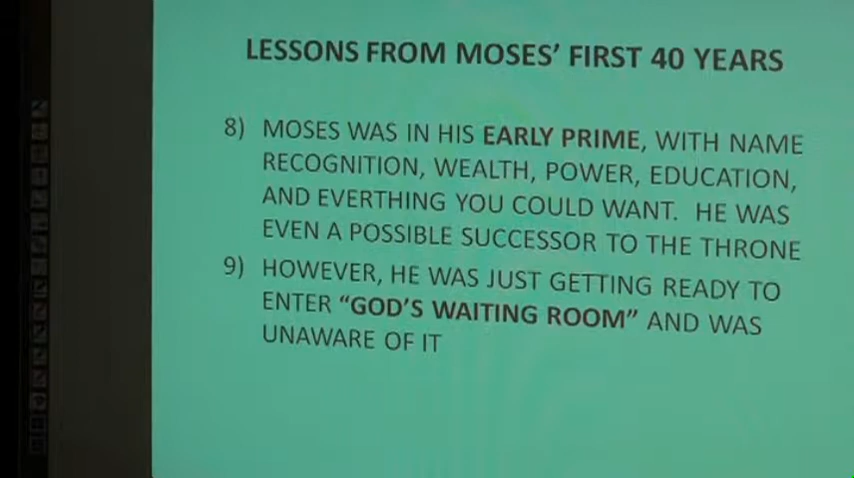 LESSONS FROM MOSES' FIRST 40 YEARS
8) MOSES WAS IN HIS EARLY PRIME, WITH NAME
RECOGNITION, WEALTH, POWER, EDUCATION,
AND EVERTHING YOU COULD WANT. HE WAS
EVEN A POSSIBLE SUCCESSOR TO THE THRONE
9) HOWEVER, HE WAS JUST GETTING READY TO
ENTER “GOD'S WAITING ROOM” AND WAS
UNAWARE OF IT